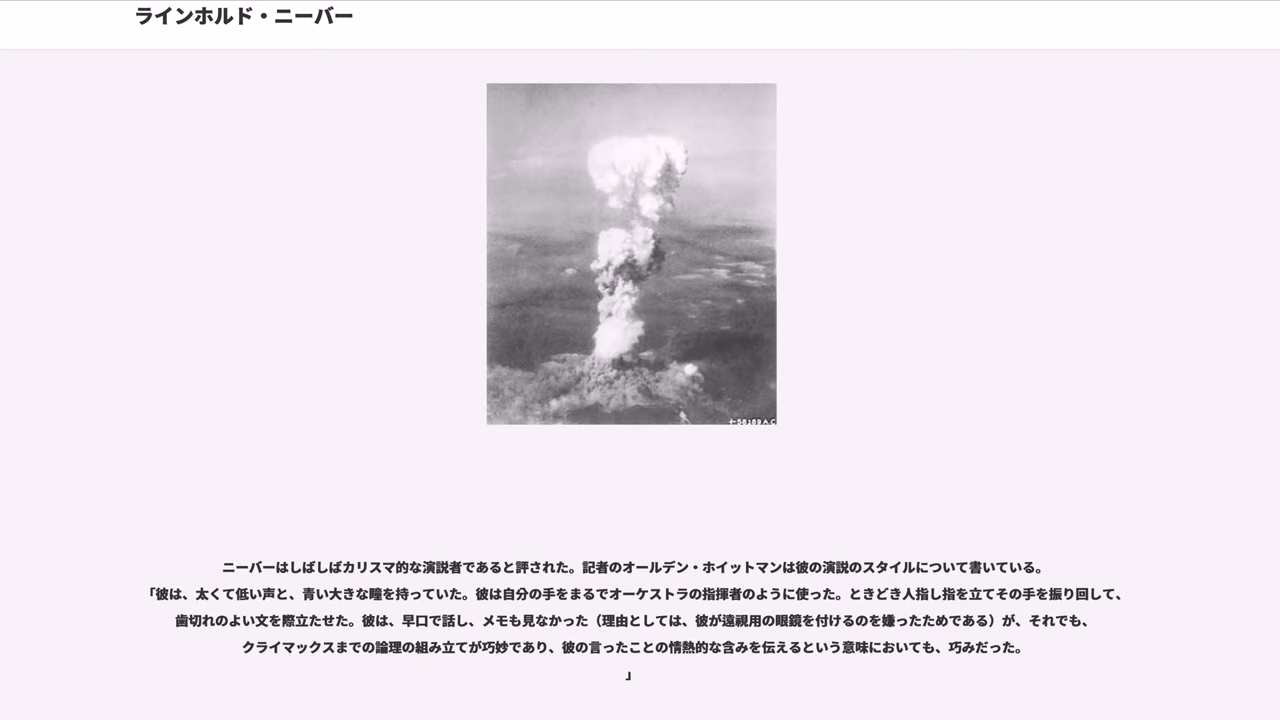 ラインホルド・ニーバー
ニーバーはしばしばカリスマ的な演説者であると評された。記者のオールデン・ホイットマンは彼の演説のスタイルについて書いている。
「彼は、太くて低い声と、青い大きな瞳を持っていた。彼は自分の手をまるでオーケストラの指揮者のように使った。ときどき人指し指を立てその手を振り回して、
歯切れのよい文を際立たせた。彼は、早口で話し、メモも見なかった（理由としては、彼が遠視用の眼鏡を付けるのを嫌ったためである）が、それでも、
クライマックスまでの論理の組み立てが巧妙であり、彼の言ったことの情熱的な含みを伝えるという意味においても、巧みだった。
」